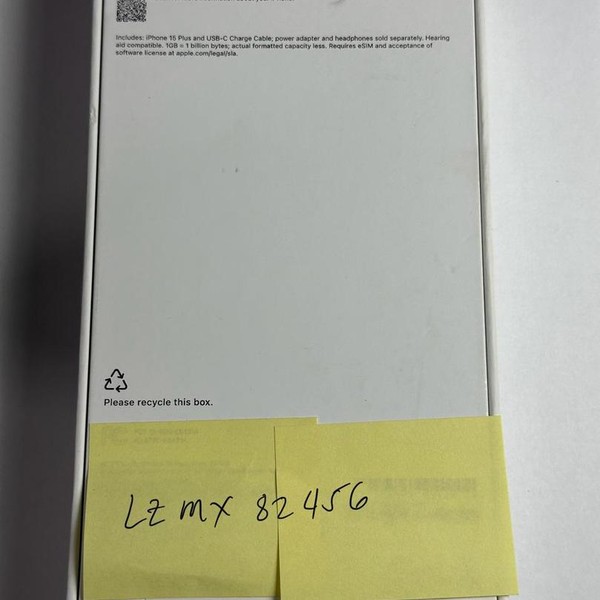 Includes: iPhone 15 Plus and USB-C Charge Cable; power adapter and headphones sold separately. Hearing
aid compatible. 1GB = 1 billion bytes; actual formatted capacity less. Requires eSIM and acceptance of
software license at apple.com/legal/sla.
Please recycle this box.
LZ mx 82456